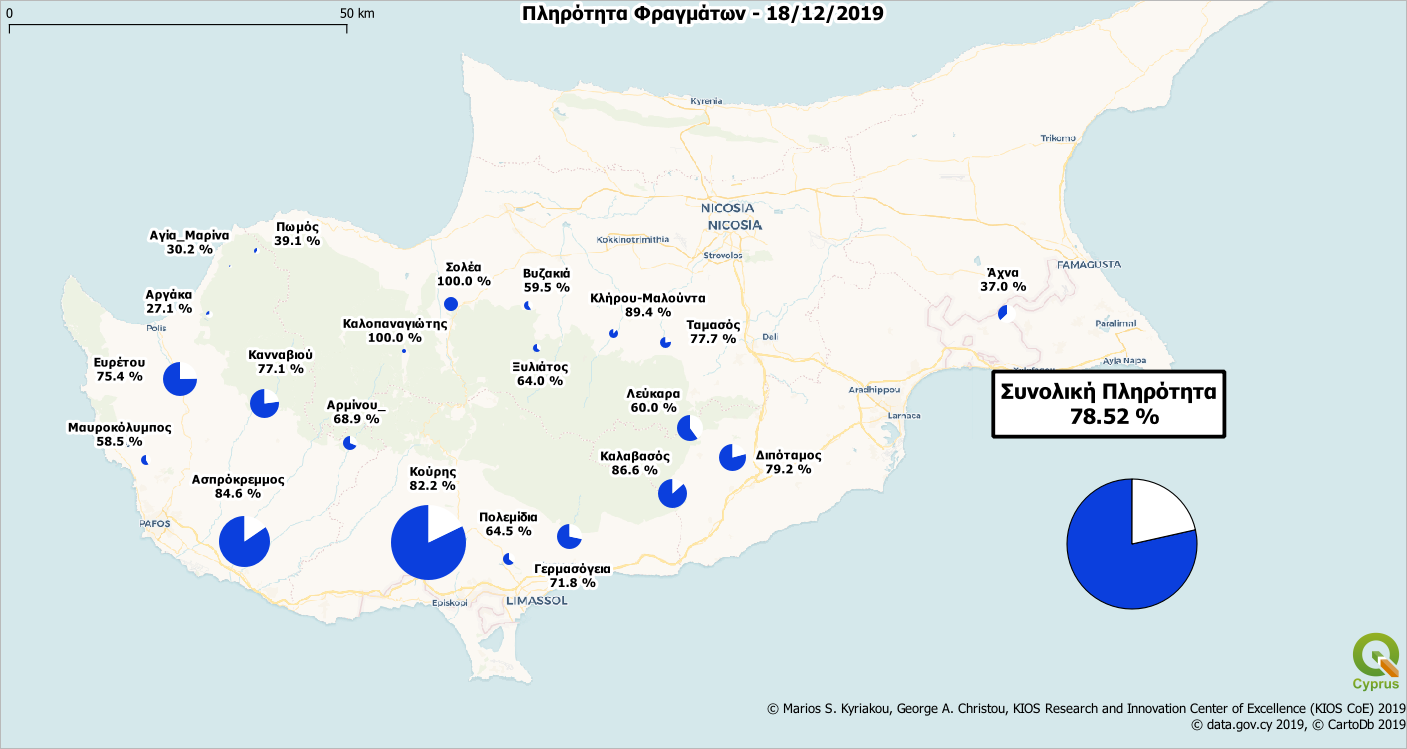 0
50 km
Πληρότητα Φραγμάτων - 18/12/2019
Kyrenia
Trikomo
NICOSIA
NICOSIA
Kokkinotrimithia
Strovolos
FAMAGUSTA
Πωμός
39.1 %
Αγία_Μαρίνα
30.2 %
Σολέα
100.0 %
Βυζακιά
59.5 %
Άχνα
37.0 %
Αργάκα
27.1 %
Κλήρου-Μαλούντα
89.4 %
Polis
Καλοπαναγιώτης
100.0 %
Ταμασός
77.7 %
Dali
Paralimni
Ευρέτου
75.4 %
Κανναβιού
77.1 %
Ξυλιάτος
64.0 %
Ayia Napa
Λεύκαρα
60.0 %
Aradhippou
Αρμίνου_
68.9 %
Larnaca
Συνολική Πληρότητα
78.52 %
Μαυροκόλυμπος
58.5 %
Καλαβασός
86.6 %
Διπόταμος
79.2 %
Ασπρόκρεμμος
84.6 %
Κούρης
82.2 %
PAFOS
Πολεμίδια
64.5 %
Γερμασόγεια
71.8 %
Episkopi
LIMASSOL
Cyprus
© Marios S. Kyriakou, George A. Christou, KIOS Research and Innovation Center of Excellence (KIOS CoE) 2019
© data.gov.cy 2019, © CartoDb 2019